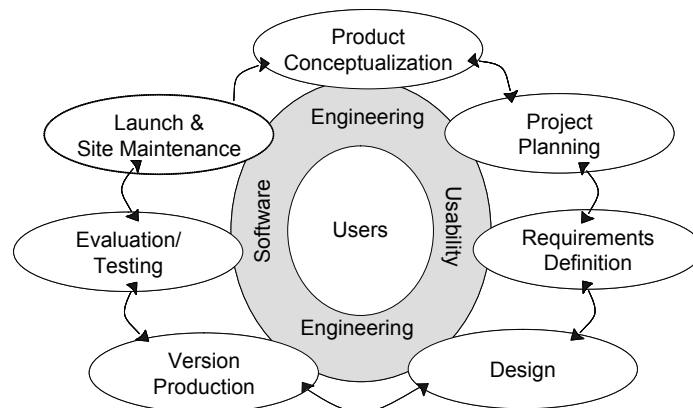 Product
Conceptualization
Engineering
Launch &
Site Maintenance
Project
Planning
Software
Users
Usability
Evaluation/
Testing
Requirements
Definition
Engineering
Version
Production
Design